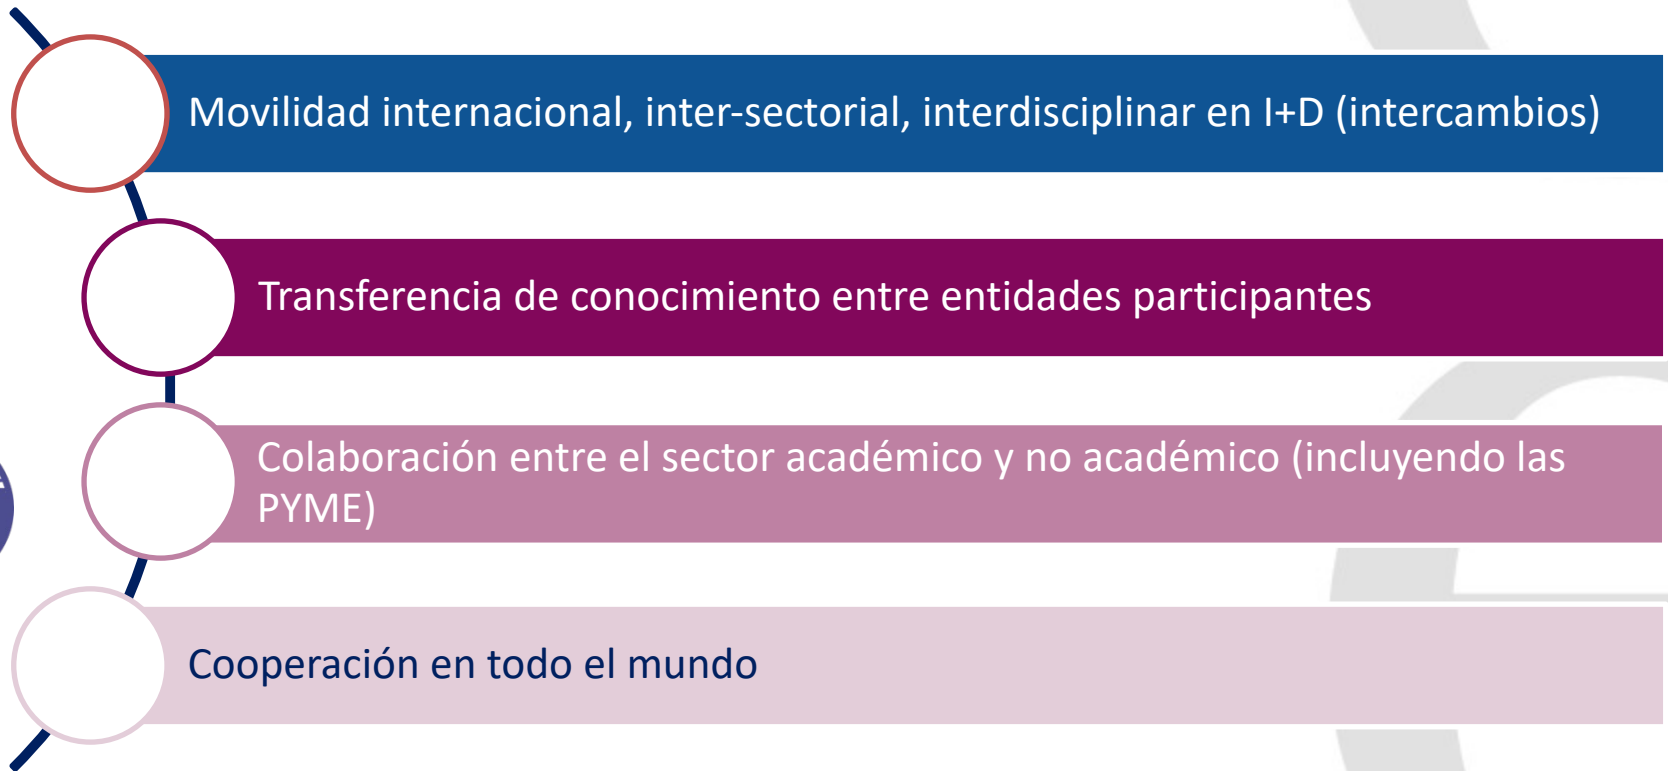 Movilidad internacional, inter-sectorial, interdisciplinar en I+D (intercambios)
Transferencia de conocimiento entre entidades participantes
Colaboración entre el sector académico y no académico (incluyendo las
PYME)
Cooperación en todo el mundo